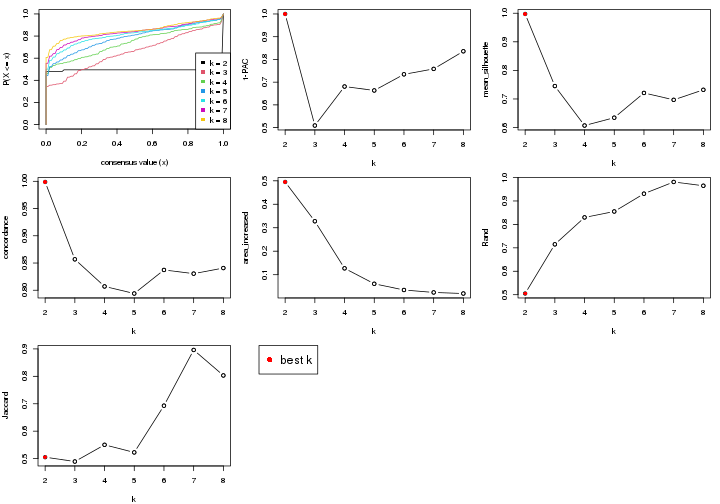 P(X <= x)
0.0 0.2 0.4 0.6 0.8 1.0
k = 2
k = 3
k = 4
k = 5
k = 6
k = 7
k = 8
0.0 0.2 0.4 0.6 0.8 1.0
consensus value (x)
1-PAC
0.5 0.6 0.7 0.8 0.9 1.0
2 3 4 5 6 7 8
k
mean_silhouette
0.6 0.7 0.8 0.9 1.0
2 3 4 5 6 7 8
k
concordance
0.80 0.85 0.90 0.95 1.00
2 3 4 5 6 7 8
k
area_increased
0.1 0.2 0.3 0.4 0.5
2 3 4 5 6 7 8
k
Rand
0.5 0.6 0.7 0.8 0.9 1.0
2 3 4 5 6 7 8
k
Jaccard
0.5 0.6 0.7 0.8 0.9
2 3 4 5 6 7 8
k
best k